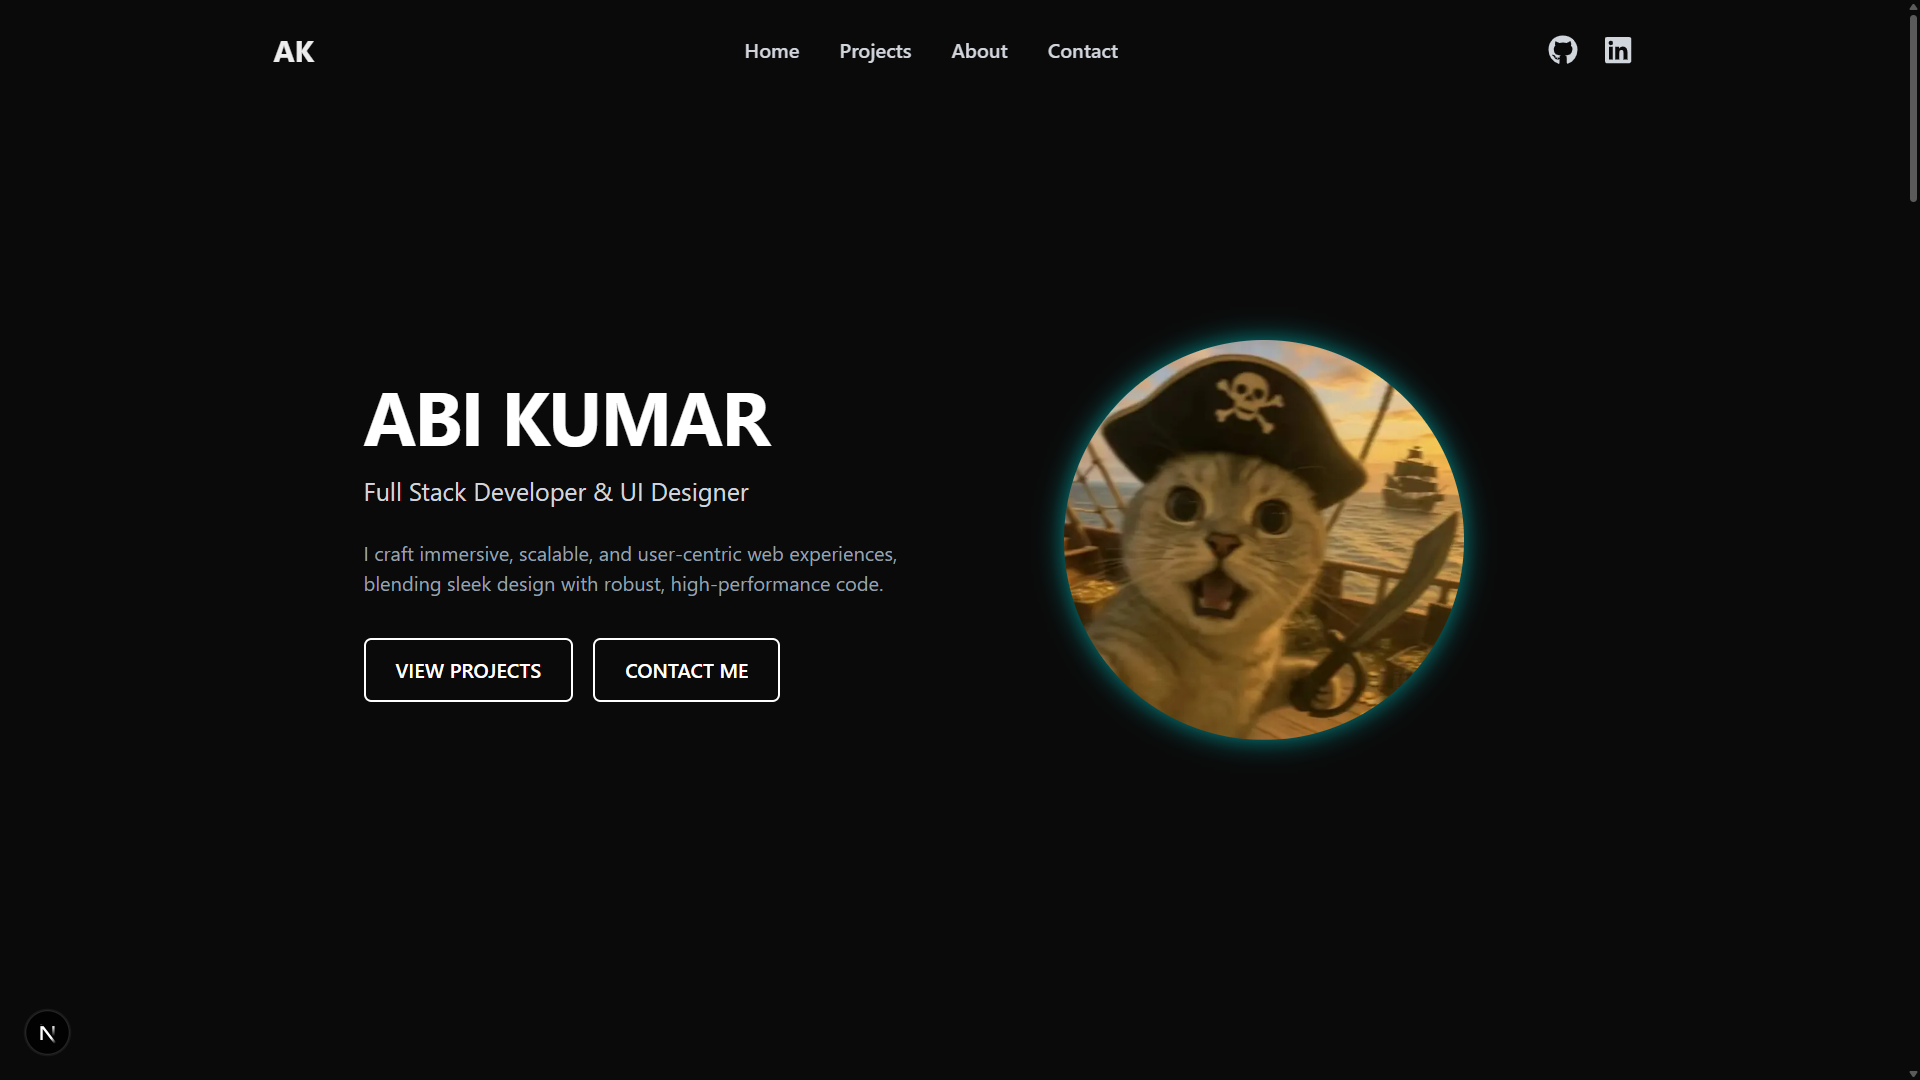 AK
Home Projects About Contact
in
ABI KUMAR
Full Stack Developer & UI Designer
I craft immersive, scalable, and user-centric web experiences,
blending sleek design with robust, high-performance code.
VIEW PROJECTS
CONTACT ME
N